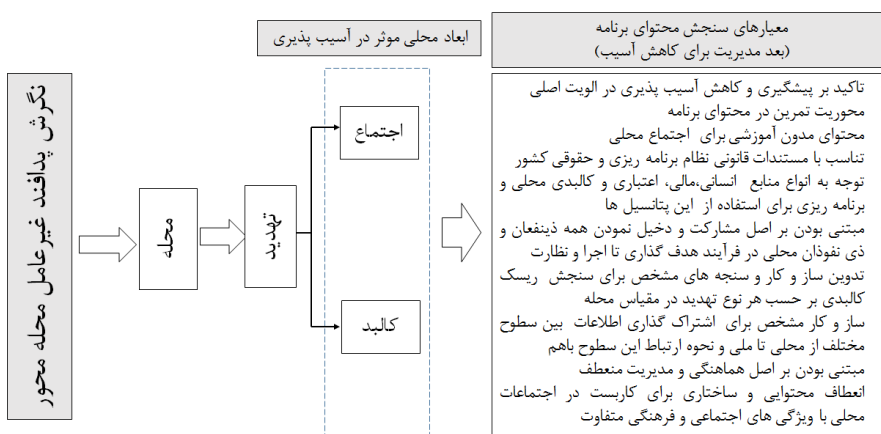 معیارهای سنجش محتوای برنامه
(بعد مدیریت برای کاهش آسیب)
ابعاد محلی موثر در آسیب پذیری
نگرش پدافند غیرعامل محله محور
محله
تهدید
اجتماع
کالبد
تاکید بر پیشگیری و کاهش آسیب پذیری در الویت اصلی
محوریت تمرین در محتوای برنامه
محتوای مدون آموزشی برای اجتماع محلی
تناسب با مستندات قانونی نظام برنامه ریزی و حقوقی کشور
توجه به انواع منابع انسانی،مالی، اعتباری و کالبدی محلی و
برنامه ریزی برای استفاده از این پتانسیل ها
مبتنی بودن بر اصل مشارکت و دخیل نمودن همه ذینفعان و
ذی نفوذان محلی در فرآیند هدف گذاری تا اجرا و نظارت
تدوین ساز و کار و سنجه های مشخص برای سنجش ریسک
کالبدی بر حسب هر نوع تهدید در مقیاس محله
ساز و کار مشخص برای اشتراک گذاری اطلاعات بین سطوح
مختلف از محلی تا ملی و نحوه ارتباط این سطوح باهم
مبتنی بودن بر اصل هماهنگی و مدیریت منعطف
انعطاف محتوایی و ساختاری برای کاربست در اجتماعات
محلی با ویژگی های اجتماعی و فرهنگی متفاوت